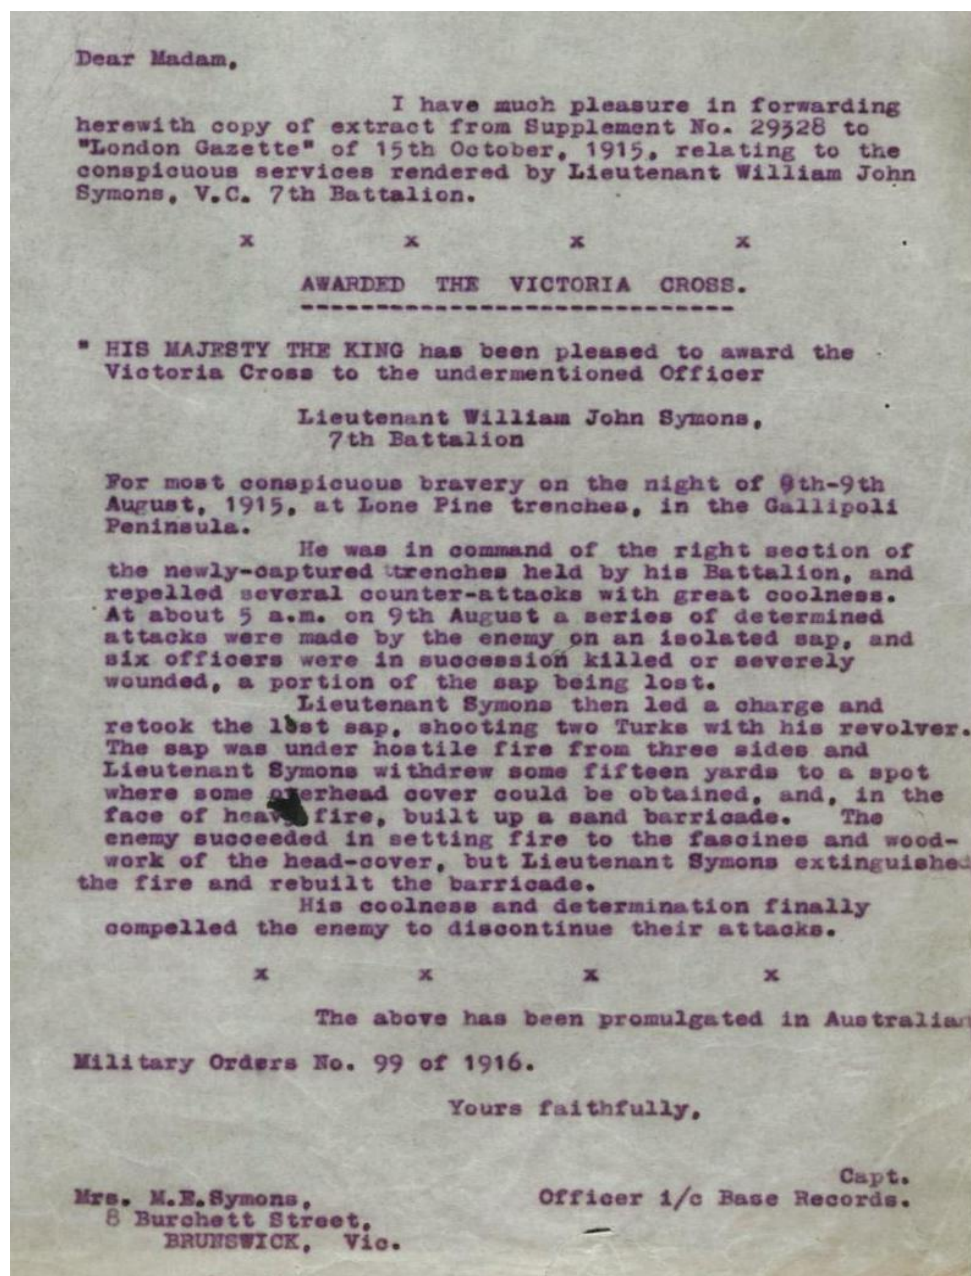 Dear Madam,
I have much pleasure in forwarding
herewith copy of extract from Supplement No. 29328 to
"London Gazette" of 15th October, 1915, relating to the
conspicuous services rendered by Lieutenant William John
Symons, V.C. 7th Battalion.
x x x x
AWARDED THE VICTORIA CROSS.
------------------------------
" HIS MAJESTY THE KING has been pleased to award the
Victoria Cross to the undermentioned Officer
Lieutenant William John Symons,
7th Battalion
For most conspicuous bravery on the night of 8th-9th
August, 1915, at Lone Pine trenches, in the Gallipoli
Peninsula.
He was in command of the right section of
the newly-captured trenches held by his Battalion, and
repelled several counter-attacks with great coolness.
At about 5 a.m. on 9th August a series of determined
attacks were made by the enemy on an isolated sap, and
six officers were in succession killed or severely
wounded, a portion of the sap being lost.
Lieutenant Symons then led a charge and
retook the lost sap, shooting two Turks with his revolver.
The sap was under hostile fire from three sides and
Lieutenant Symons withdrew some fifteen yards to a spot
where some overhead cover could be obtained, and, in the
face of heavy fire, built up a sand barricade. The
enemy succeeded in setting fire to the fascines and wood-
work of the head-cover, but Lieutenant Symons extinguished
the fire and rebuilt the barricade.
His coolness and determination finally
compelled the enemy to discontinue their attacks.
x x x x
The above has been promulgated in Australian
Military Orders No. 99 of 1916.
Yours faithfully,
Capt.
Mrs. M.E.Symons, Officer i/c Base Records.
8 Burchett Street,
BRUNSWICK, Vic.